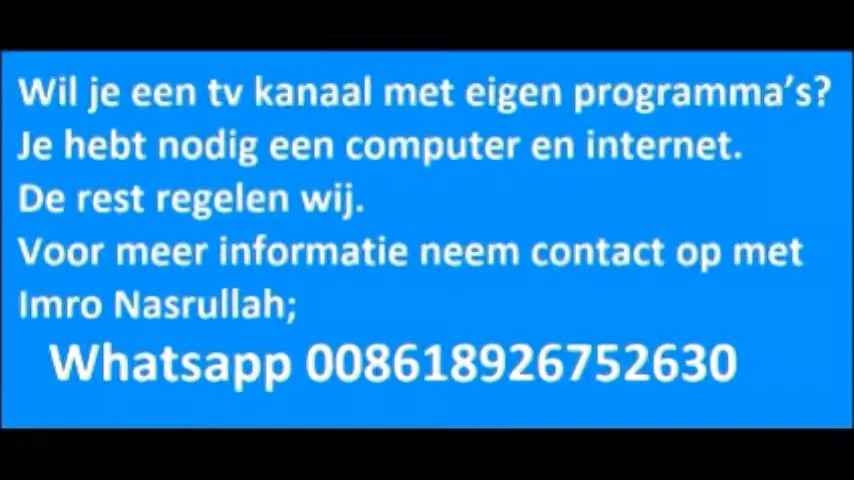 Wil je een tv kanaal met eigen programma’s?
Je hebt nodig een computer en internet.
De rest regelen wij.
Voor meer informatie neem contact op met
Imro Nasrullah;
Whatsapp 008618926752630